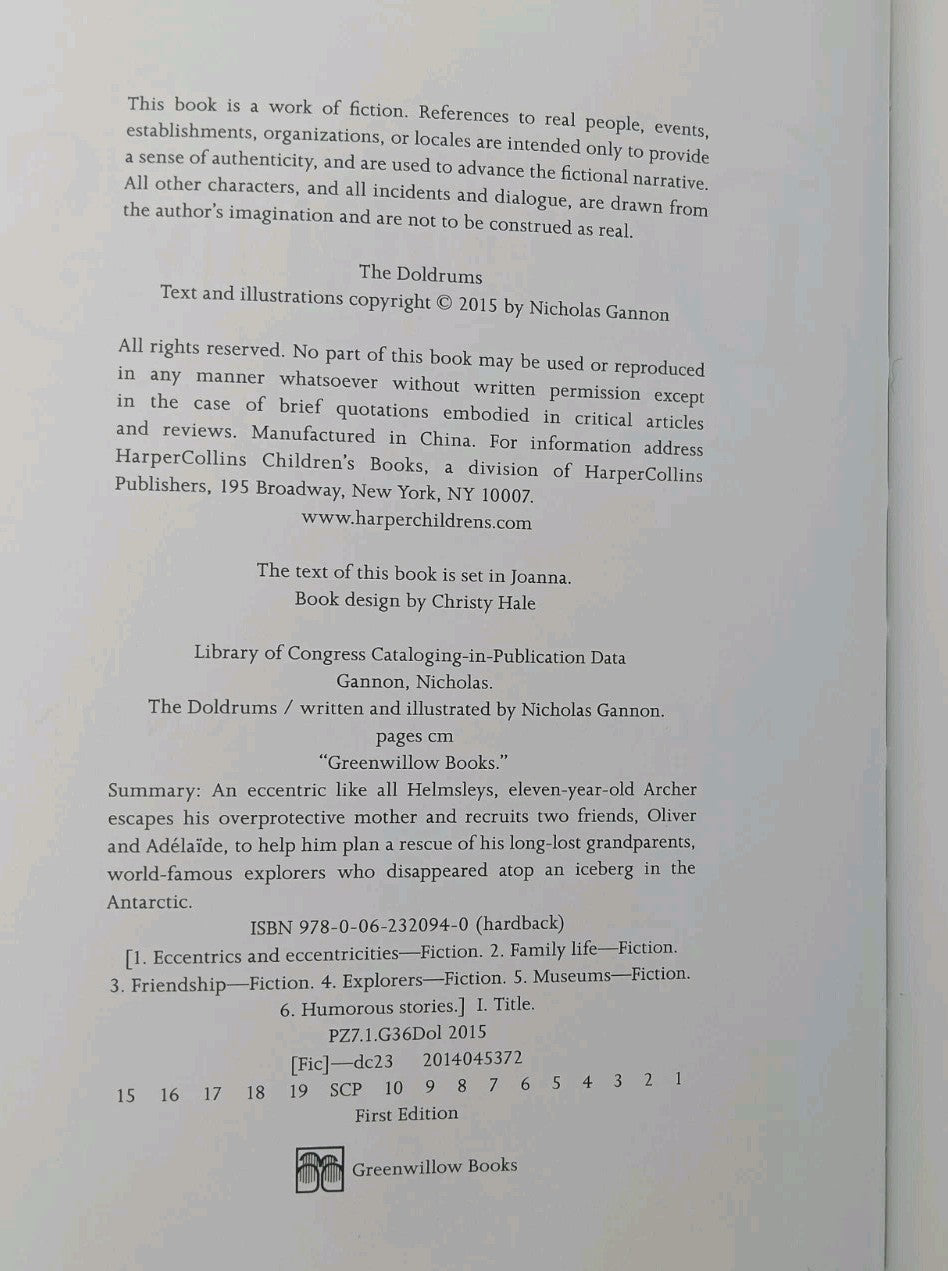 This book is a work of fiction. References to real people, events,
establishments, organizations, or locales are intended only to provide
a sense of authenticity, and are used to advance the fictional narrative.
All other characters, and all incidents and dialogue, are drawn from
the author's imagination and are not to be construed as real.
The Doldrums
Text and illustrations copyright © 2015 by Nicholas Gannon
All rights reserved. No part of this book may be used or reproduced
in any manner whatsoever without written permission except
in the case of brief quotations embodied in critical articles
and reviews. Manufactured in China. For information address
HarperCollins Children's Books, a division of HarperCollins
Publishers, 195 Broadway, New York, NY 10007.
www.harperchildrens.com
The text of this book is set in Joanna.
Book design by Christy Hale
Library of Congress Cataloging-in-Publication Data
Gannon, Nicholas.
The Doldrums / written and illustrated by Nicholas Gannon.
pages cm
“Greenwillow Books.”
Summary: An eccentric like all Helmsleys, eleven-year-old Archer
escapes his overprotective mother and recruits two friends, Oliver
and Adélaïde, to help him plan a rescue of his long-lost grandparents,
world-famous explorers who disappeared atop an iceberg in the
Antarctic.
ISBN 978-0-06-232094-0 (hardback)
[1. Eccentrics and eccentricities—Fiction. 2. Family life—Fiction.
3. Friendship—Fiction. 4. Explorers—Fiction. 5. Museums—Fiction.
6. Humorous stories.] I. Title.
PZ7.1.G36Dol 2015
[Fic]—dc23 2014045372
15 16 17 18 19 SCP 10 9 8 7 6 5 4 3 2 1
First Edition
Greenwillow Books